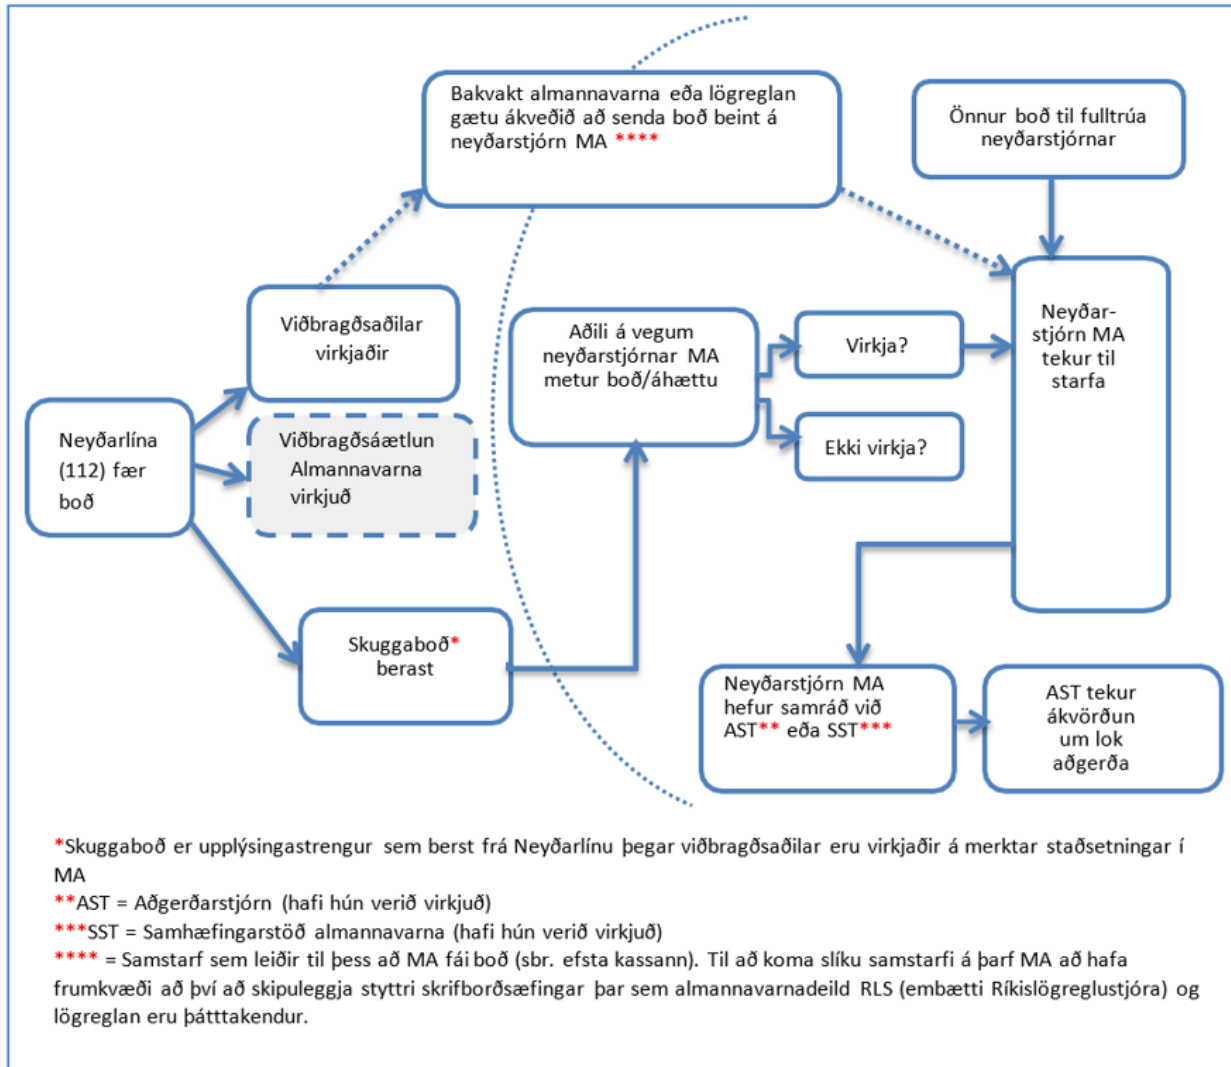 Bakvakt almannavarna eða lögreglan
gætu ákveðið að senda boð beint á
neyðarstjórn MA ****
Önnur boð til fulltrúa
neyðarstjórnar
Viðbragðsaðilar
virkjaðir
Aðili á vegum
neyðarstjórnar MA
metur boð/áhættu
Virkja?
Neyðar-
stjórn MA
tekur til
starfa
Neyðarlína
(112) fær
boð
Viðbragðsáætlun
Almannavarna
virkjuð
Ekki virkja?
Skuggaboð*
berast
Neyðarstjórn MA
hefur samráð við
AST** eða SST***
AST tekur
ákvörðun
um lok
aðgerða
*Skuggaboð er upplýsingastrengur sem berst frá Neyðarlínu þegar viðbragðsaðilar eru virkjaðir á merktar staðsetningar í
MA
**AST = Aðgerðarstjórn (hafi hún verið virkjuð)
***SST = Samhæfingarstöð almannavarna (hafi hún verið virkjuð)
**** = Samstarf sem leiðir til þess að MA fái boð (sbr. efsta kassann). Til að koma slíku samstarfi á þarf MA að hafa
frumkvæði að því að skipuleggja styttri skrifborðsæfingar þar sem almannavarnadeild RLS (embætti Ríkislögreglustjóra) og
lögreglan eru þátttakendur.